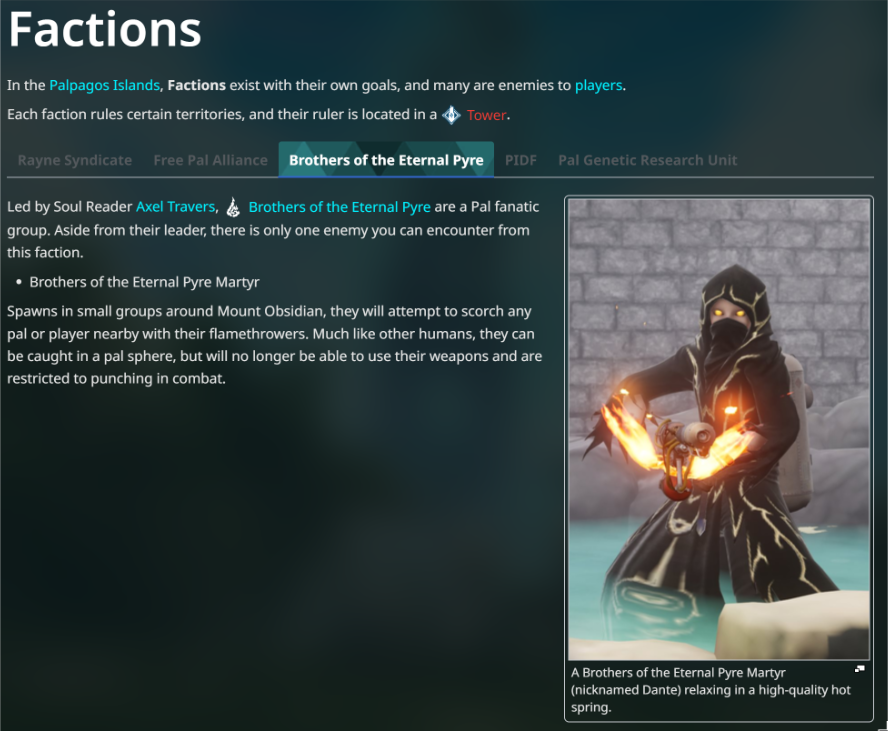 Factions
In the Palpagos Islands, Factions exist with their own goals, and many are enemies to players.
Each faction rules certain territories, and their ruler is located in a Tower.
Rayne Syndicate Free Pal Alliance Brothers of the Eternal Pyre PIDF Pal Genetic Research Unit
Led by Soul Reader Axel Travers, Brothers of the Eternal Pyre are a Pal fanatic
group. Aside from their leader, there is only one enemy you can encounter from
this faction.
• Brothers of the Eternal Pyre Martyr
Spawns in small groups around Mount Obsidian, they will attempt to scorch any
pal or player nearby with their flamethrowers. Much like other humans, they can
be caught in a pal sphere, but will no longer be able to use their weapons and are
restricted to punching in combat.
A Brothers of the Eternal Pyre Martyr
(nicknamed Dante) relaxing in a high-quality hot
spring.